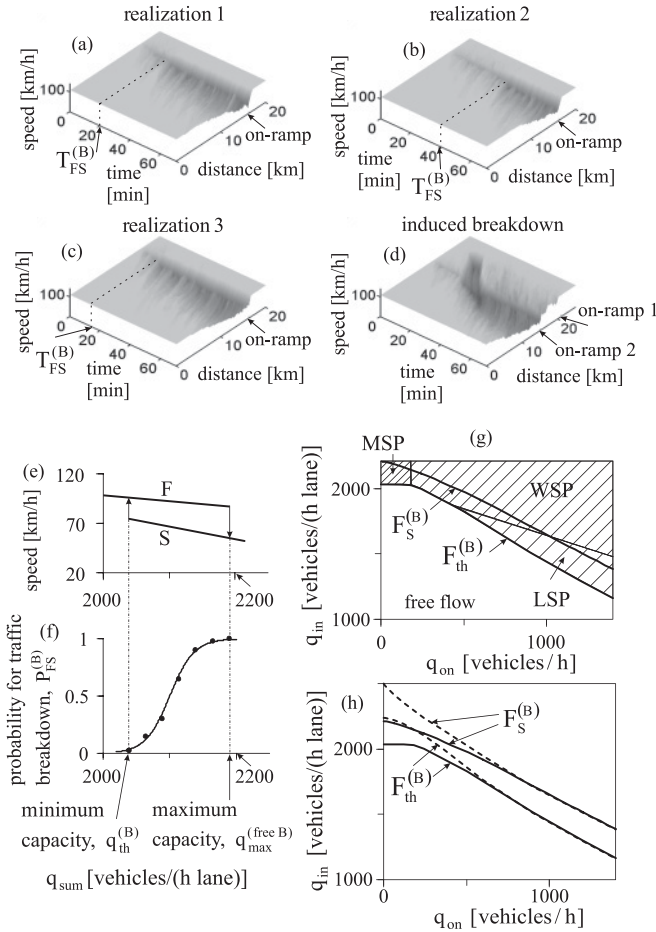 realization 1
(a)
speed [km/h]
100
0
20
40
60
T_FS^(B)
time
[min]
0
10
20
on-ramp
distance [km]
realization 2
(b)
speed [km/h]
100
0
20
40
60
time
[min]
T_FS^(B)
0
10
20
on-ramp
distance [km]
realization 3
(c)
speed [km/h]
100
0
20
40
60
T_FS^(B)
time
[min]
0
10
20
on-ramp
distance [km]
induced breakdown
(d)
speed [km/h]
100
0
20
40
60
time
[min]
0
10
20
on-ramp 1
on-ramp 2
distance [km]
(e)
speed [km/h]
120
70
20
F
S
2000
2200
(f)
probability for traffic
breakdown, P_FS^(B)
1
0.5
0
2000
2200
minimum
capacity, q_th^(B)
maximum
capacity, q_max^(free B)
q_sum [vehicles/(h lane)]
(g)
q_in [vehicles/(h lane)]
2000
1000
MSP
WSP
F_S^(B)
F_th^(B)
LSP
free flow
0
1000
q_on [vehicles/h]
(h)
q_in [vehicles/(h lane)]
2000
1000
F_S^(B)
F_th^(B)
0
1000
q_on [vehicles/h]